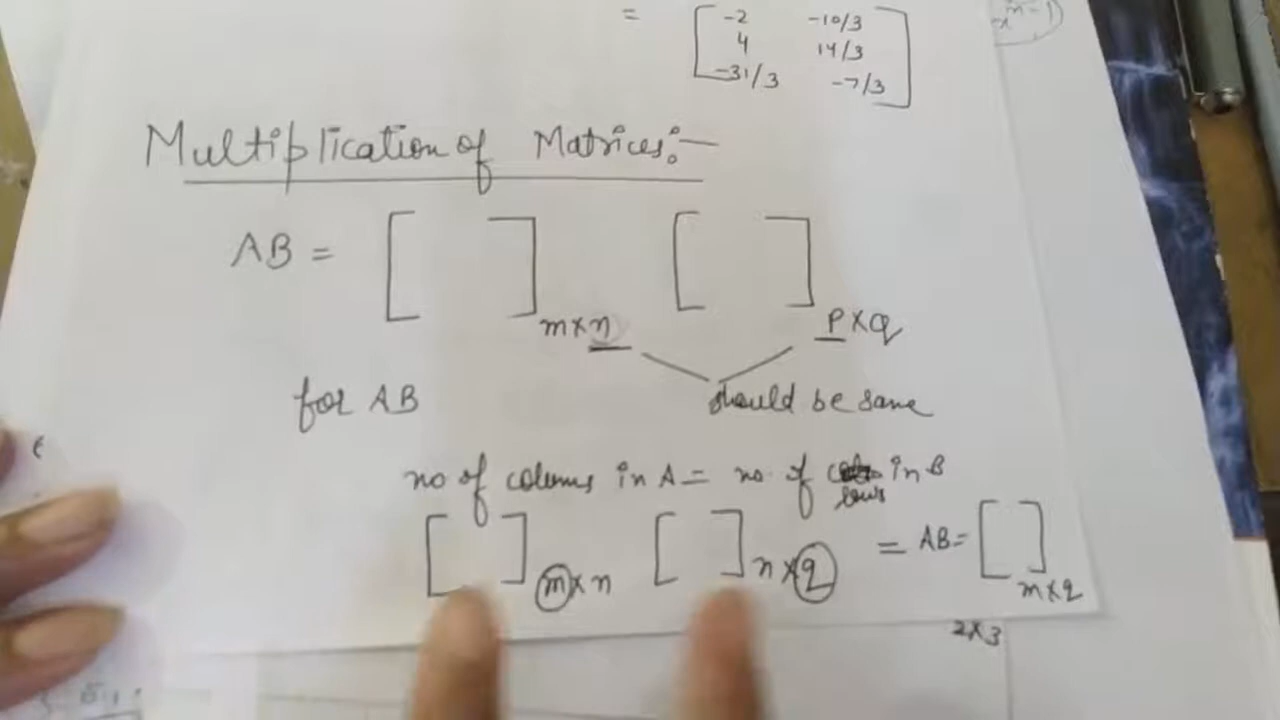 = [ -2 -10/3
4 14/3
-31/3 -7/3 ]
Multiplication of Matrices:-
AB = [ ] m×n [ ] p×q
for AB should be same
no of colums in A = no. of rows in B
[ ] m×n [ ] n×q = AB = [ ] m×q
2×3